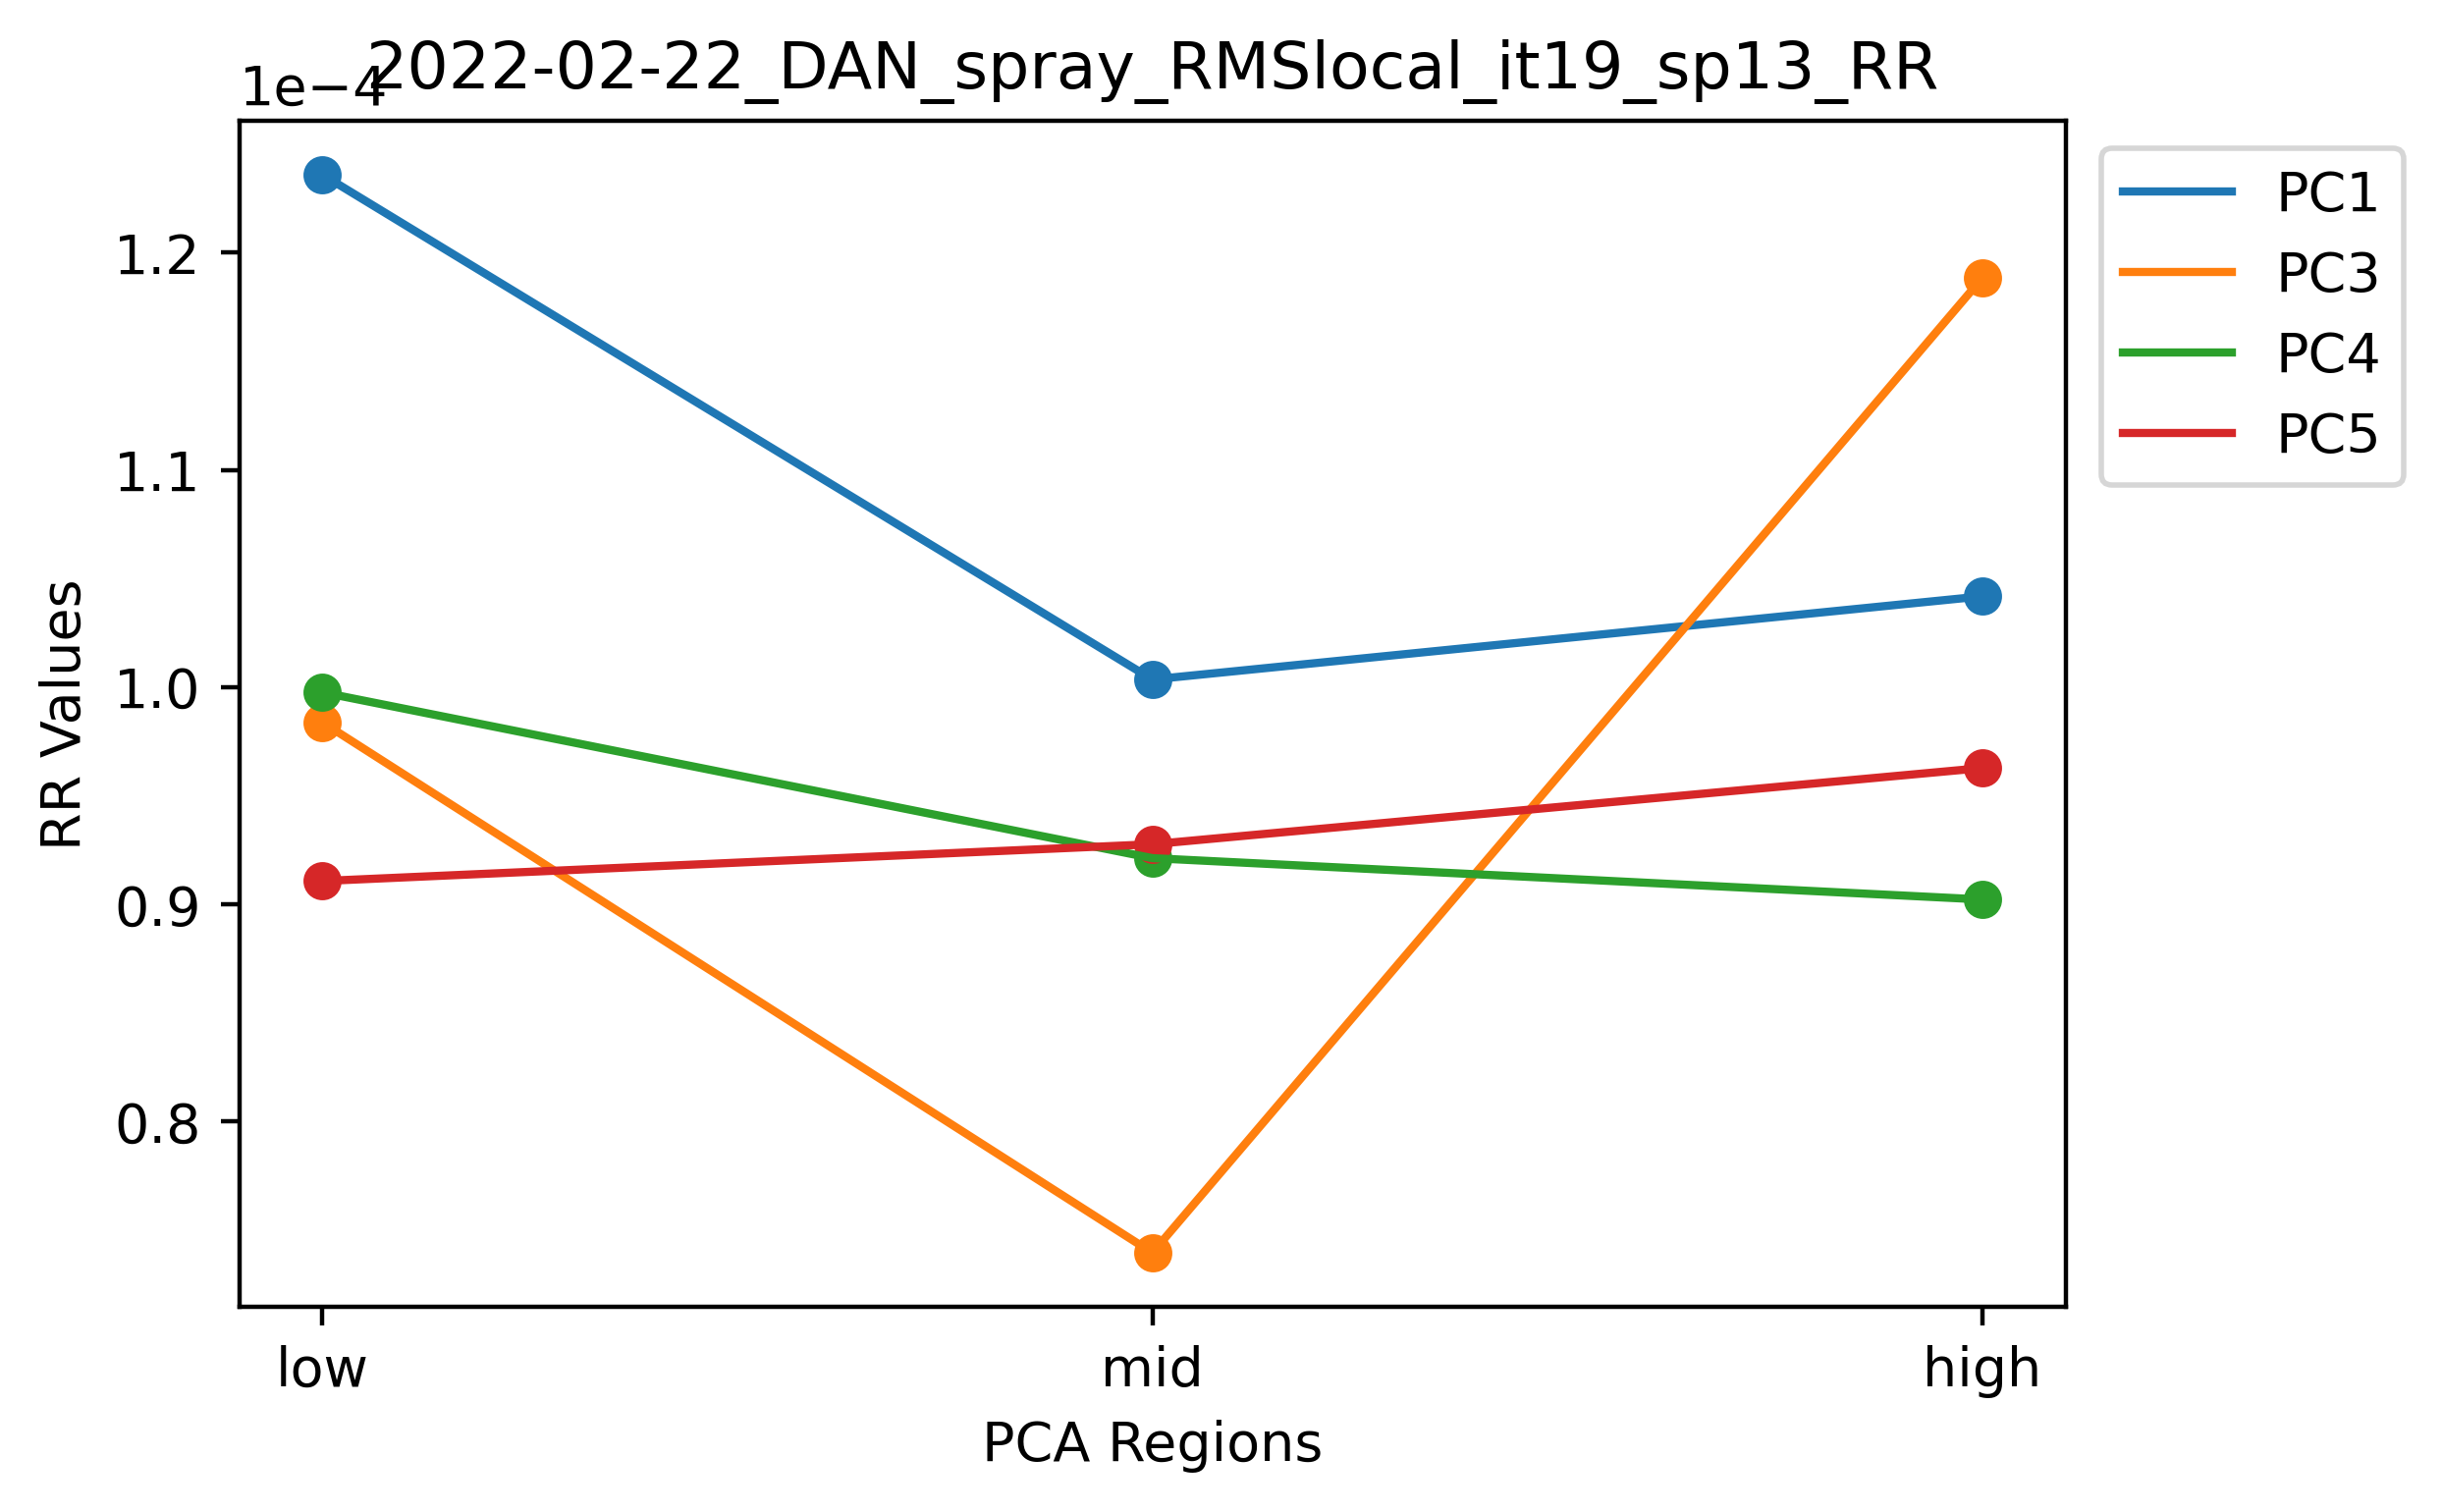 2022-02-22_DAN_spray_RMSlocal_it19_sp13_RR
1e−4
1.2
1.1
1.0
0.9
0.8
RR Values
low
mid
high
PCA Regions
PC1
PC3
PC4
PC5